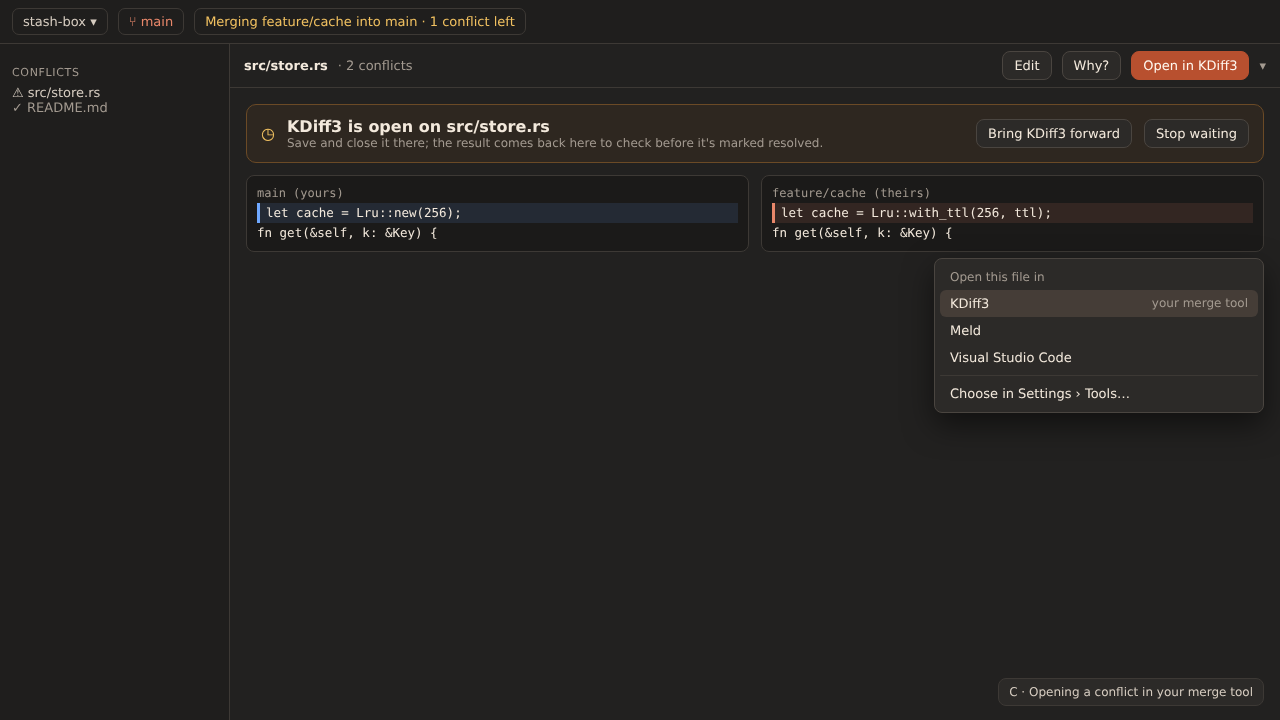 stash-box ▾
⑂ main
Merging feature/cache into main · 1 conflict left
CONFLICTS
⚠ src/store.rs
✓ README.md
src/store.rs · 2 conflicts
Edit
Why?
Open in KDiff3
▾
KDiff3 is open on src/store.rs
Save and close it there; the result comes back here to check before it's marked resolved.
Bring KDiff3 forward
Stop waiting
main (yours)
let cache = Lru::new(256);
fn get(&self, k: &Key) {
feature/cache (theirs)
let cache = Lru::with_ttl(256, ttl);
fn get(&self, k: &Key) {
Open this file in
KDiff3 your merge tool
Meld
Visual Studio Code
Choose in Settings › Tools…
C · Opening a conflict in your merge tool